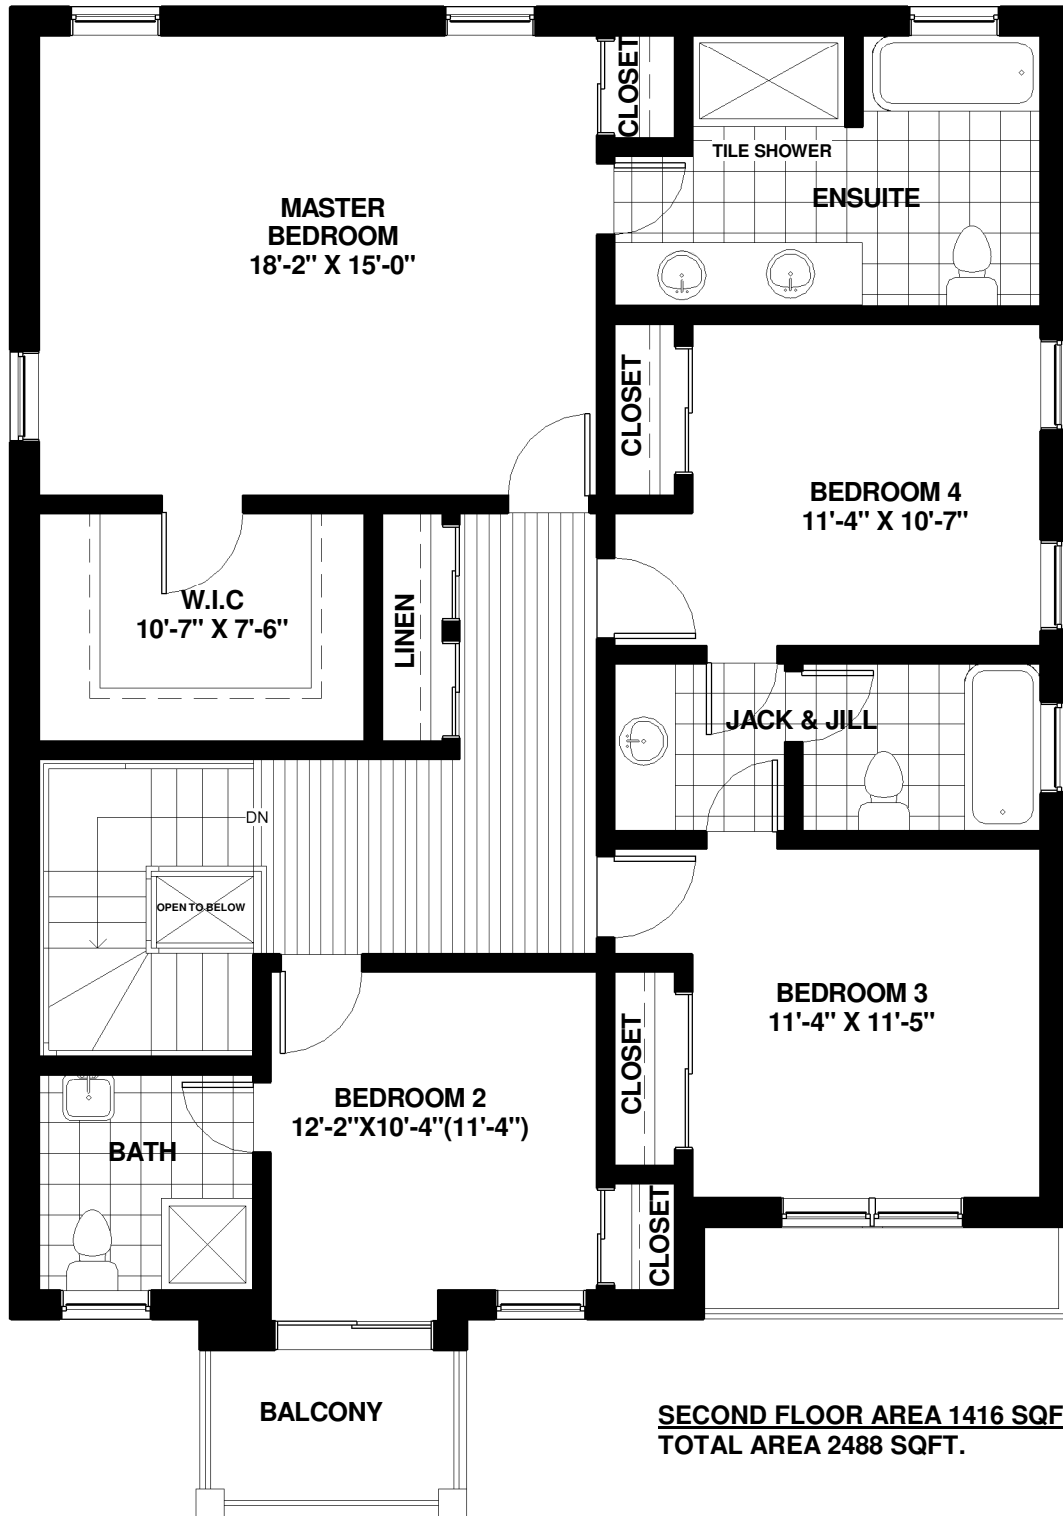 CLOSET
TILE SHOWER
ENSUITE
MASTER
BEDROOM
18'-2" X 15'-0"
CLOSET
BEDROOM 4
11'-4" X 10'-7"
W.I.C
10'-7" X 7'-6"
LINEN
JACK & JILL
DN
OPEN TO BELOW
BEDROOM 3
11'-4" X 11'-5"
CLOSET
BEDROOM 2
12'-2"X10'-4"(11'-4")
BATH
CLOSET
BALCONY
SECOND FLOOR AREA 1416 SQF
TOTAL AREA 2488 SQFT.